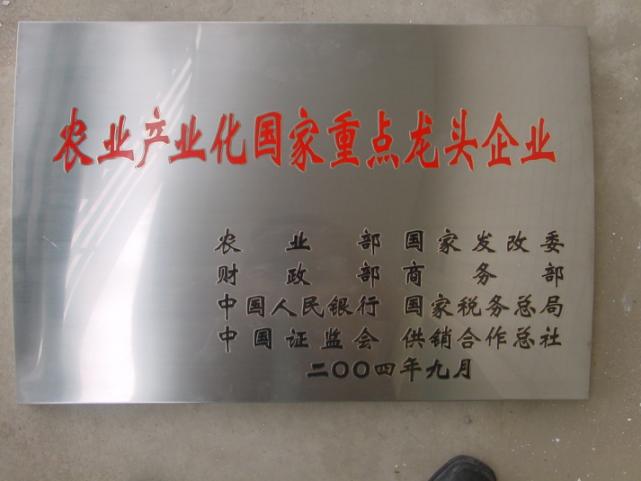 农业产业化国家重点龙头企业
农业部 国家发改委
财政部 商务部
中国人民银行 国家税务总局
中国证监会 供销合作总社
二〇〇四年九月